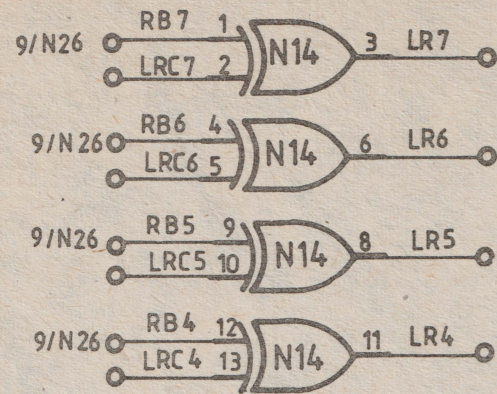 RB7 1
9/N26 N14 3 LR7
LRC7 2
RB6 4
9/N26 N14 6 LR6
LRC6 5
RB5 9
9/N26 N14 8 LR5
LRC5 10
RB4 12
9/N26 N14 11 LR4
LRC4 13